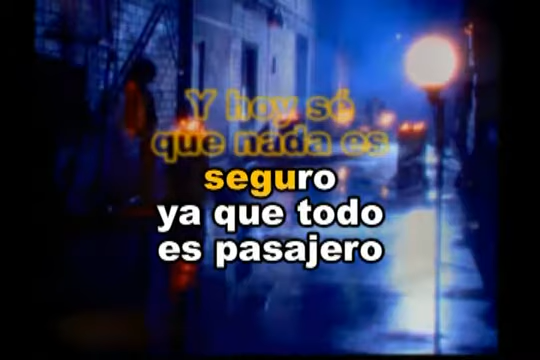 Y hoy sé
que nada es
seguro
ya que todo
es pasajero